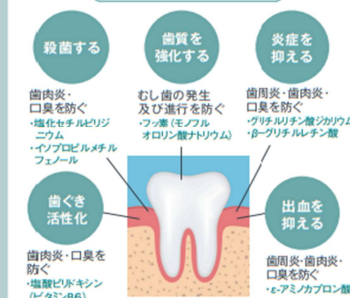 殺菌する
歯肉炎・
口臭を防ぐ
・塩化セチルピリジ
ニウム
・イソプロピルメチル
フェノール
歯質を
強化する
むし歯の発生
及び進行を防ぐ
・フッ素（モノフル
オロリン酸ナトリウム）
炎症を
抑える
歯周炎・歯肉炎・
口臭を防ぐ
・グリチルリチン酸ジカリウム
・β-グリチルレチン酸
歯ぐき
活性化
歯肉炎・口臭を
防ぐ
・塩酸ピリドキシン
（ビタミンB6）
出血を
抑える
歯周炎・歯肉炎・
口臭を防ぐ
・ε-アミノカプロン酸